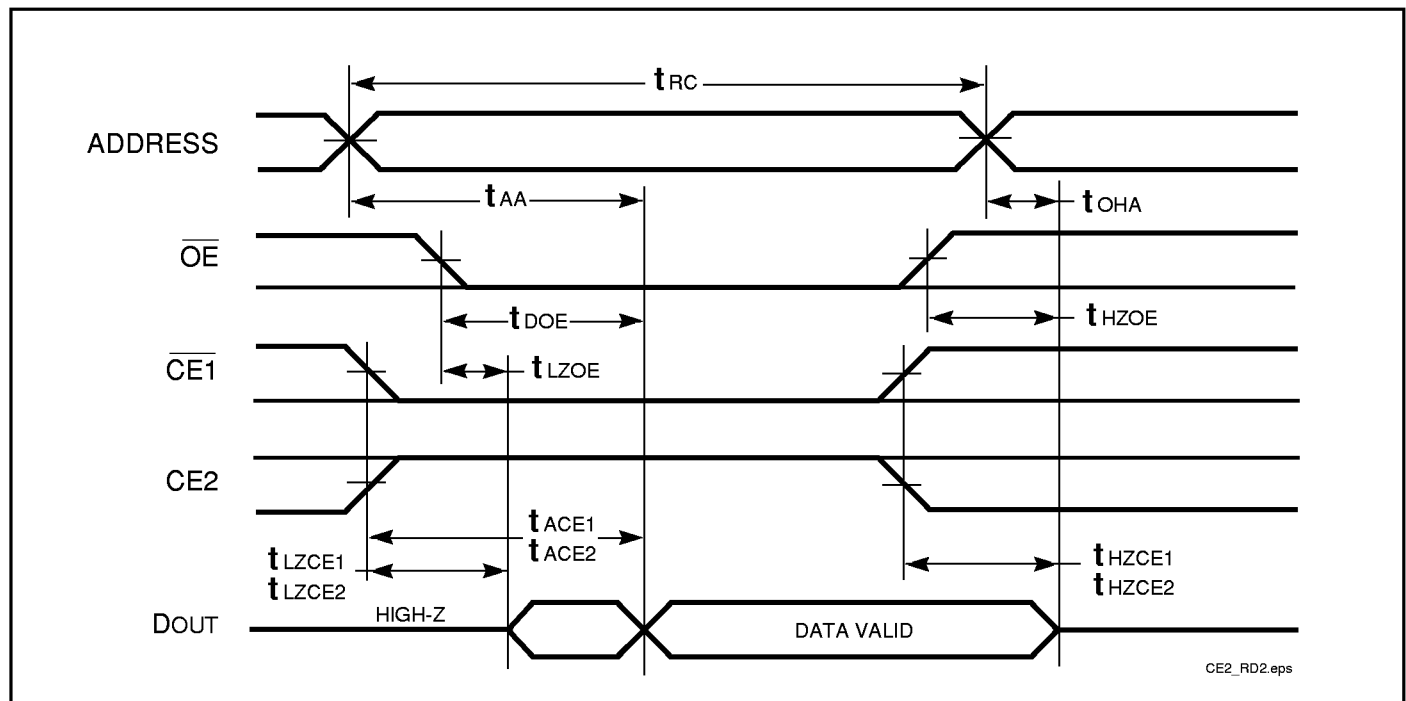 tRC
ADDRESS
tAA
tOHA
OE
tDOE
tHZOE
CE1
tLZOE
CE2
tACE1
tACE2
tLZCE1
tLZCE2
tHZCE1
tHZCE2
HIGH-Z
DOUT
DATA VALID
CE2_RD2.eps